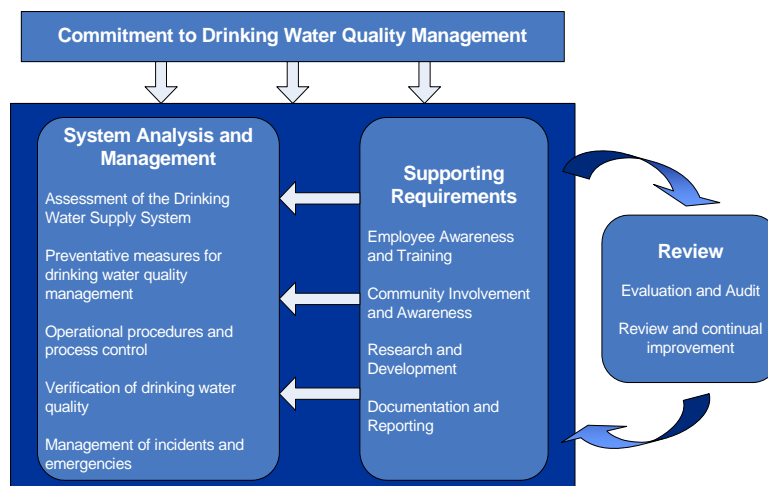 Commitment to Drinking Water Quality Management
System Analysis and
Management
Assessment of the Drinking
Water Supply System
Preventative measures for
drinking water quality
management
Operational procedures and
process control
Verification of drinking water
quality
Management of incidents and
emergencies
Supporting
Requirements
Employee Awareness
and Training
Community Involvement
and Awareness
Research and
Development
Documentation and
Reporting
Review
Evaluation and Audit
Review and continual
improvement